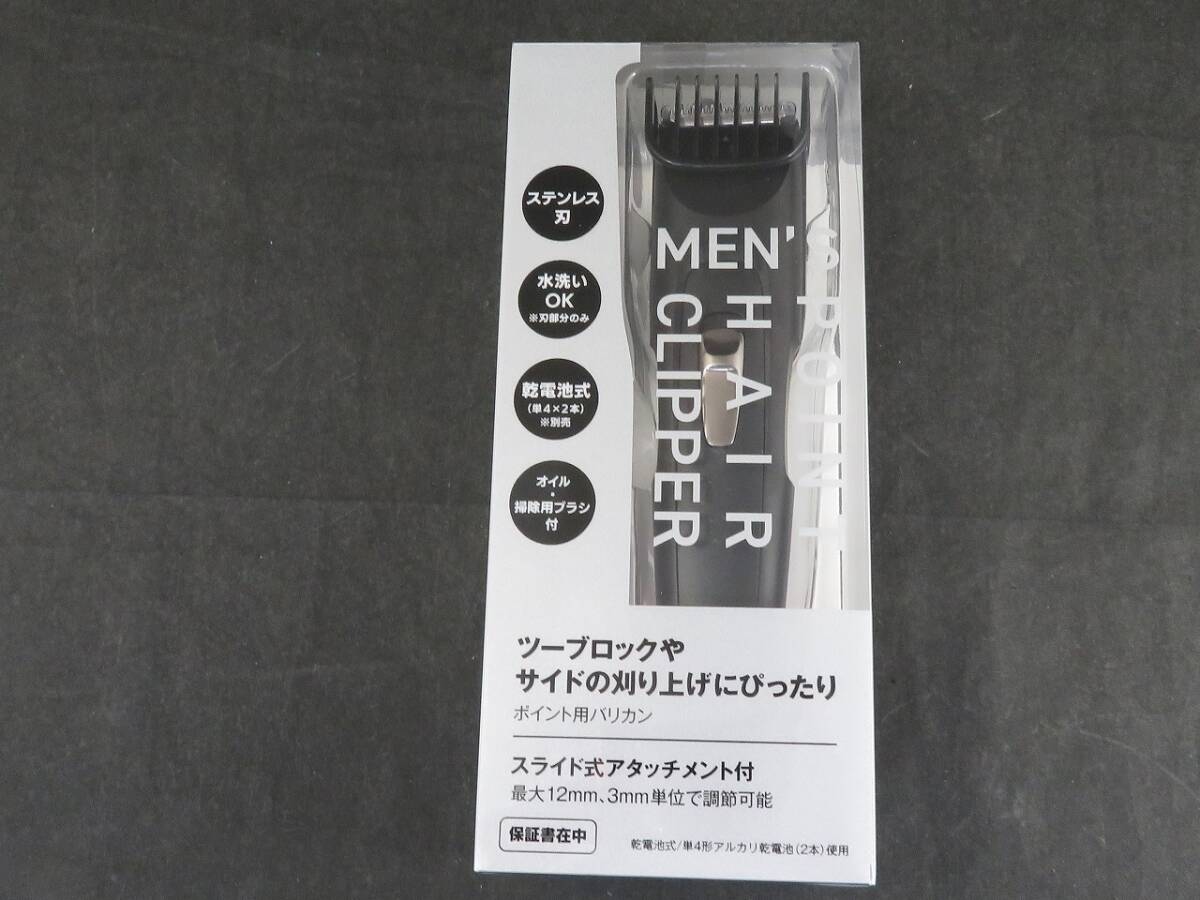 MEN'S
POINT
HAIR
CLIPPER
ステンレス
刃
水洗い
OK
※刃部分のみ
乾電池式
（単4×2本）
※別売
オイル
・
掃除用ブラシ
付
ツーブロックや
サイドの刈り上げにぴったり
ポイント用バリカン
スライド式アタッチメント付
最大12mm、3mm単位で調節可能
保証書在中
乾電池式/単4形アルカリ乾電池（2本）使用